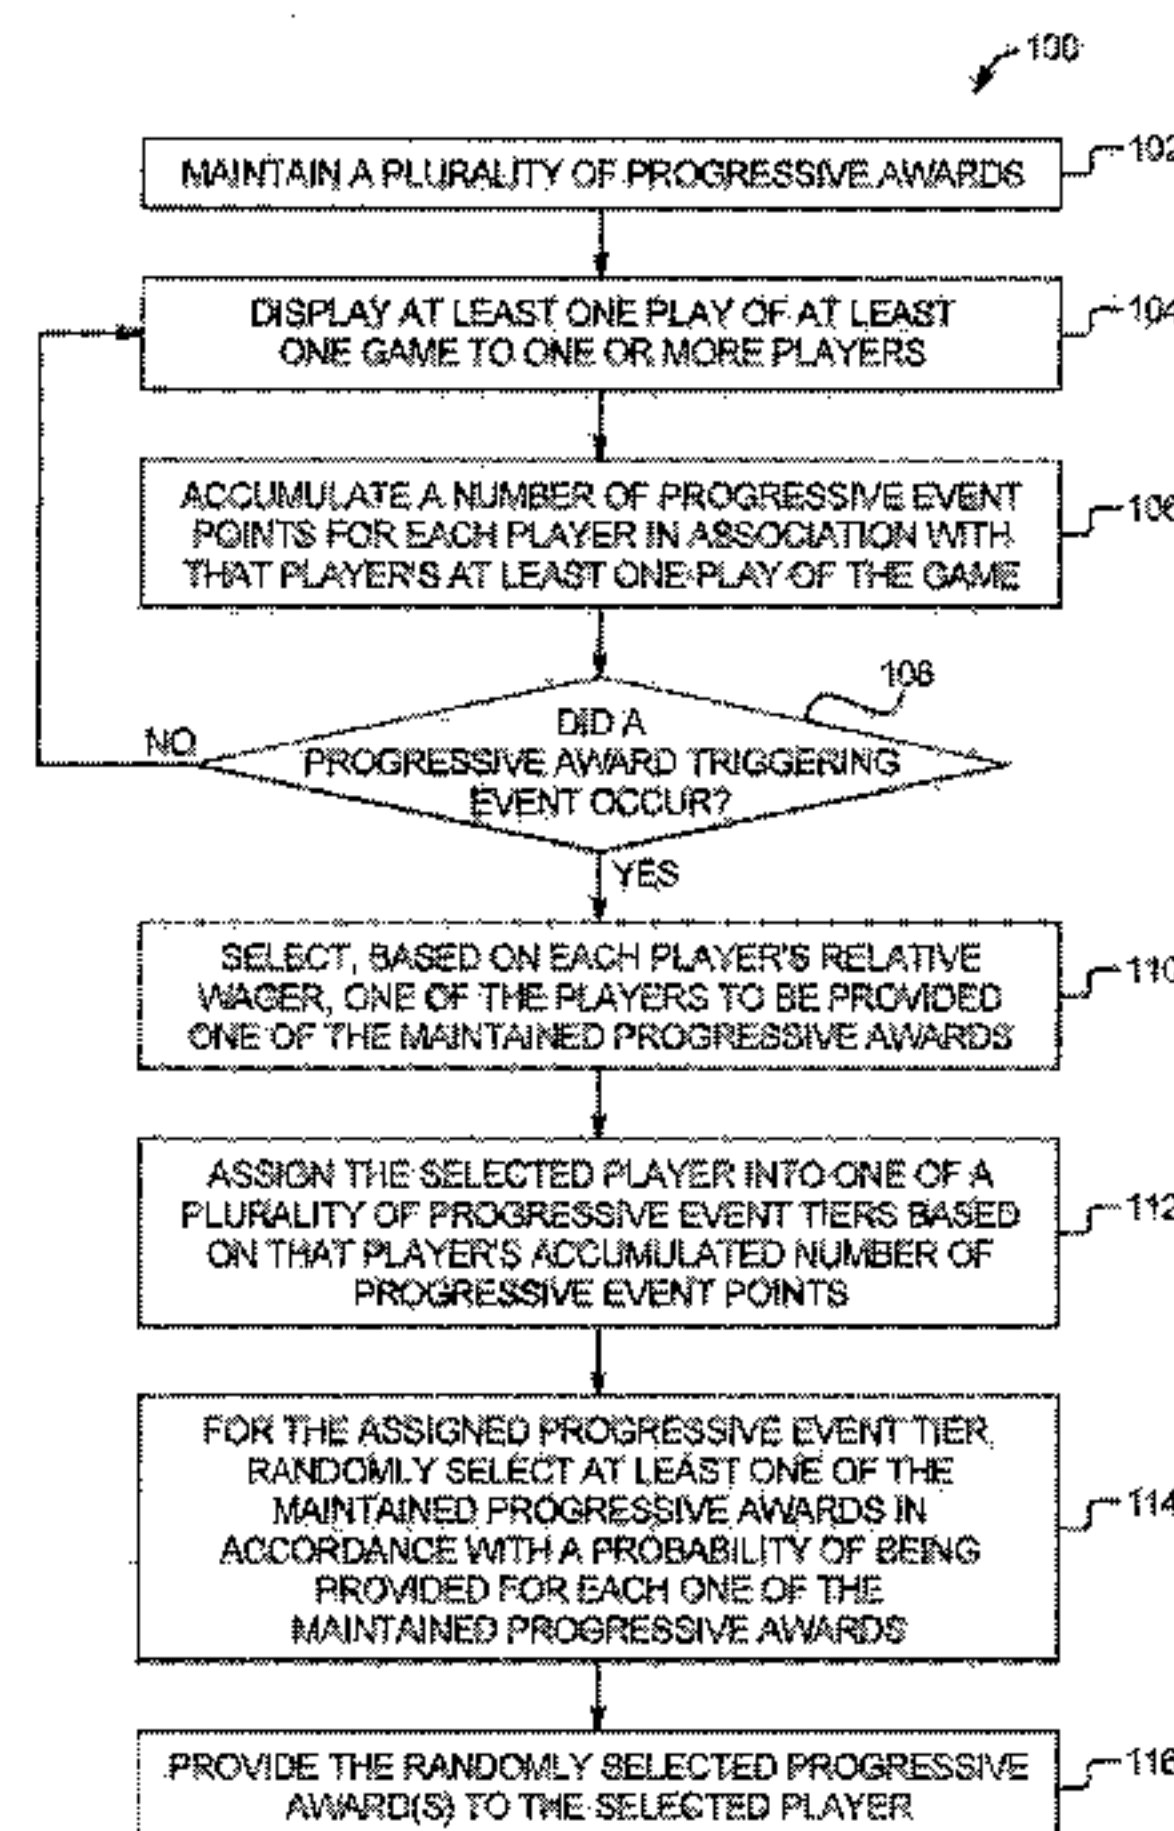 100
MAINTAIN A PLURALITY OF PROGRESSIVE AWARDS
102
DISPLAY AT LEAST ONE PLAY OF AT LEAST
ONE GAME TO ONE OR MORE PLAYERS
104
ACCUMULATE A NUMBER OF PROGRESSIVE EVENT
POINTS FOR EACH PLAYER IN ASSOCIATION WITH
THAT PLAYER'S AT LEAST ONE PLAY OF THE GAME
106
108
DID A
PROGRESSIVE AWARD TRIGGERING
EVENT OCCUR?
NO
YES
SELECT, BASED ON EACH PLAYER'S RELATIVE
WAGER, ONE OF THE PLAYERS TO BE PROVIDED
ONE OF THE MAINTAINED PROGRESSIVE AWARDS
110
ASSIGN THE SELECTED PLAYER INTO ONE OF A
PLURALITY OF PROGRESSIVE EVENT TIERS BASED
ON THAT PLAYER'S ACCUMULATED NUMBER OF
PROGRESSIVE EVENT POINTS
112
FOR THE ASSIGNED PROGRESSIVE EVENT TIER,
RANDOMLY SELECT AT LEAST ONE OF THE
MAINTAINED PROGRESSIVE AWARDS IN
ACCORDANCE WITH A PROBABILITY OF BEING
PROVIDED FOR EACH ONE OF THE
MAINTAINED PROGRESSIVE AWARDS
114
PROVIDE THE RANDOMLY SELECTED PROGRESSIVE
AWARD(S) TO THE SELECTED PLAYER
116